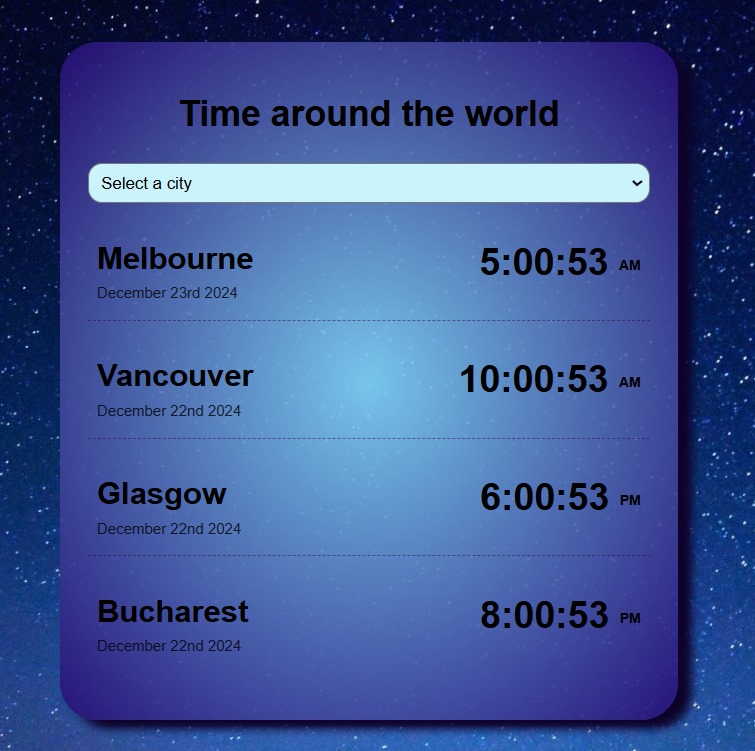 Time around the world
Select a city
Melbourne 5:00:53 AM
December 23rd 2024
Vancouver 10:00:53 AM
December 22nd 2024
Glasgow 6:00:53 PM
December 22nd 2024
Bucharest 8:00:53 PM
December 22nd 2024